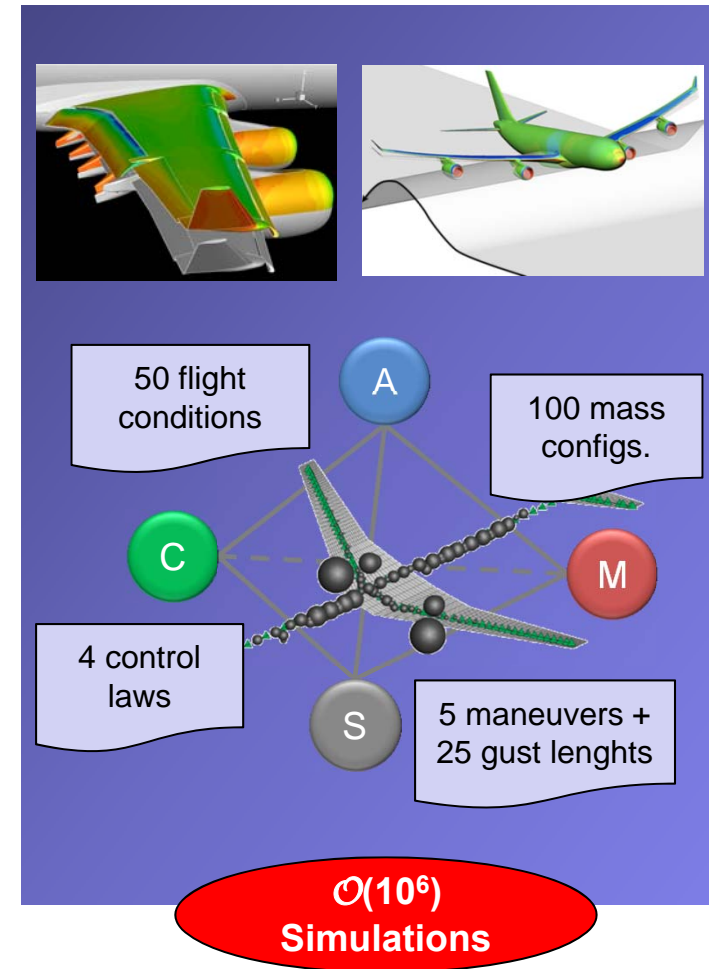 50 flight
conditions
A
100 mass
configs.
C
M
4 control
laws
S
5 maneuvers +
25 gust lenghts
𝒪(10⁶)
Simulations